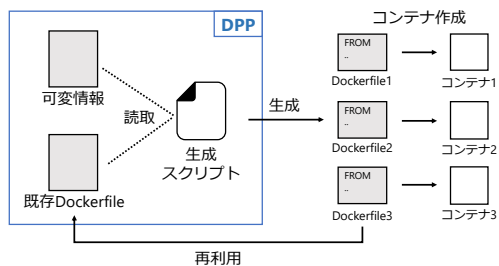 コンテナ作成
DPP
可変情報
読取
既存Dockerfile
生成
スクリプト
生成
FROM
..
Dockerfile1
コンテナ1
FROM
..
Dockerfile2
コンテナ2
FROM
..
Dockerfile3
コンテナ3
再利用